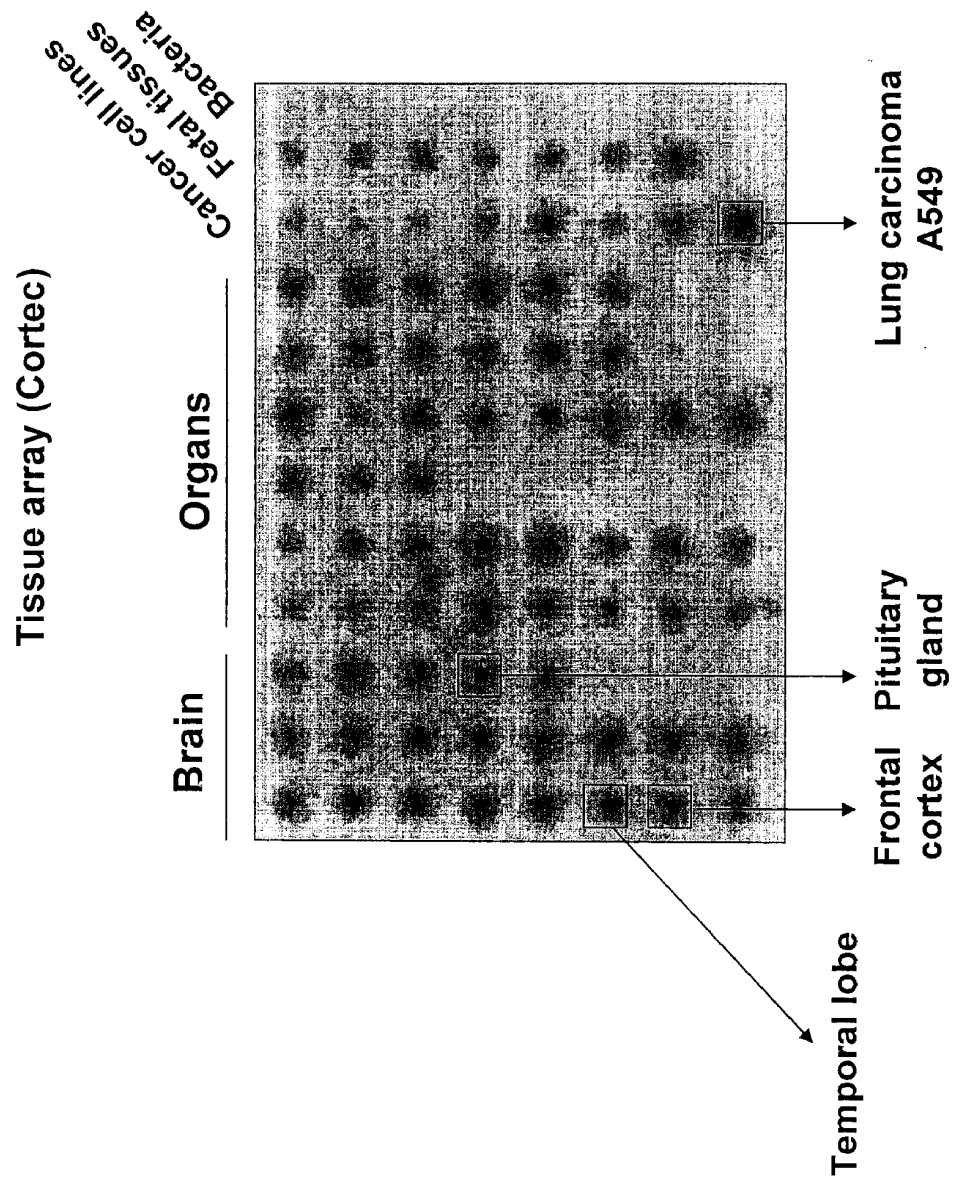 Tissue array (Cortec)
Brain
Organs
Cancer cell lines
Fetal tissues
Bacteria
Temporal lobe
Frontal
cortex
Pituitary
gland
Lung carcinoma
A549